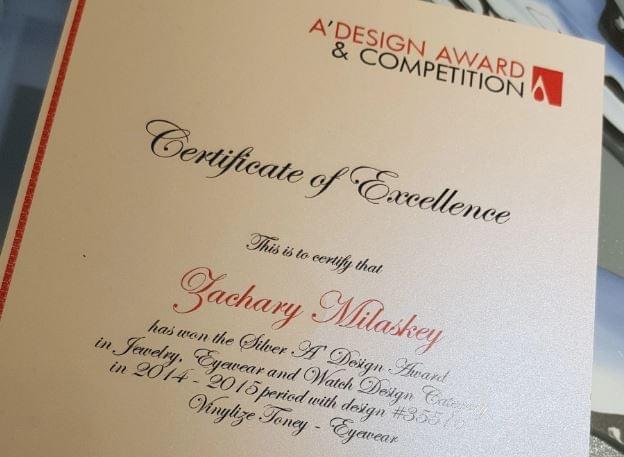 A'DESIGN AWARD
& COMPETITION
Certificate of Excellence
This is to certify that
Zachary Milaskey
has won the Silver A' Design Award
in Jewelry, Eyewear and Watch Design Category
in 2014 - 2015 period with design
Vinylize Toney - Eyewear